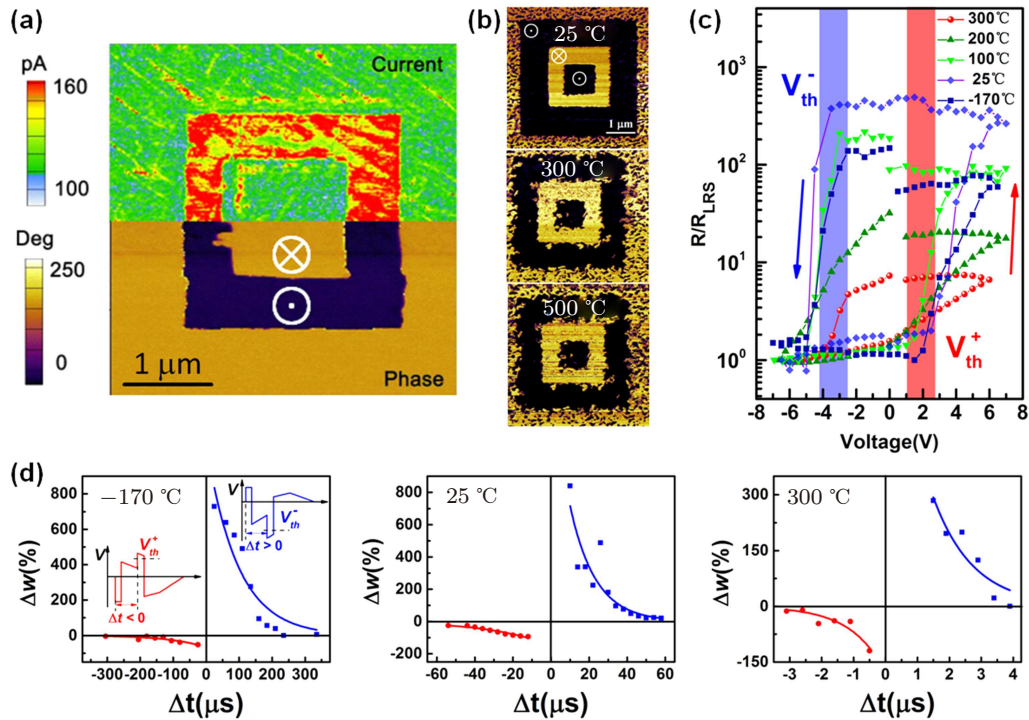 (a)
pA
160
100
Deg
250
0
Current
1 μm
Phase
(b)
25 ℃
1 μm
300 ℃
500 ℃
(c)
R/R_LRS
10³
10²
10¹
10⁰
V_th^-
V_th^+
300℃
200℃
100℃
25℃
-170℃
-8 -6 -4 -2 0 2 4 6 8
Voltage(V)
(d)
−170 ℃
Δw(%)
800
600
400
200
0
V
V_th^+
Δt < 0
V
V_th^-
Δt > 0
-300 -200 -100 0 100 200 300
Δt(μs)
25 ℃
Δw(%)
800
600
400
200
0
-200
-60 -40 -20 0 20 40 60
Δt(μs)
300 ℃
Δw(%)
300
150
0
-150
-3 -2 -1 0 1 2 3 4
Δt(μs)